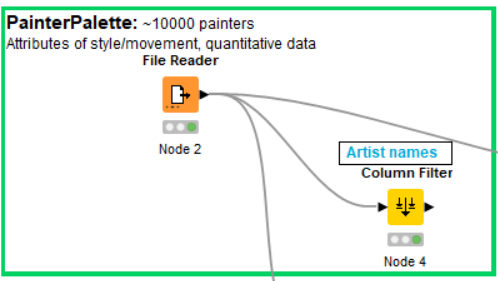 PainterPalette: ~10000 painters
Attributes of style/movement, quantitative data
File Reader
Node 2
Artist names
Column Filter
Node 4